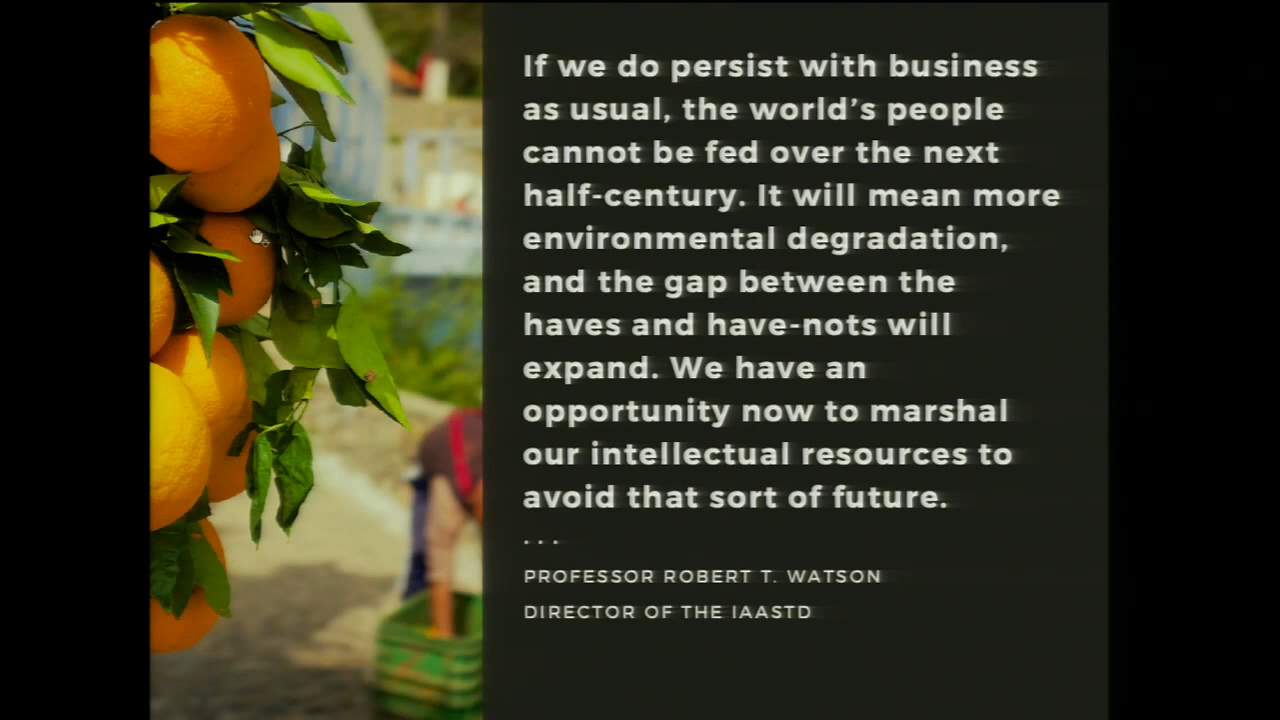 If we do persist with business
as usual, the world’s people
cannot be fed over the next
half-century. It will mean more
environmental degradation,
and the gap between the
haves and have-nots will
expand. We have an
opportunity now to marshal
our intellectual resources to
avoid that sort of future.
...
PROFESSOR ROBERT T. WATSON
DIRECTOR OF THE IAASTD